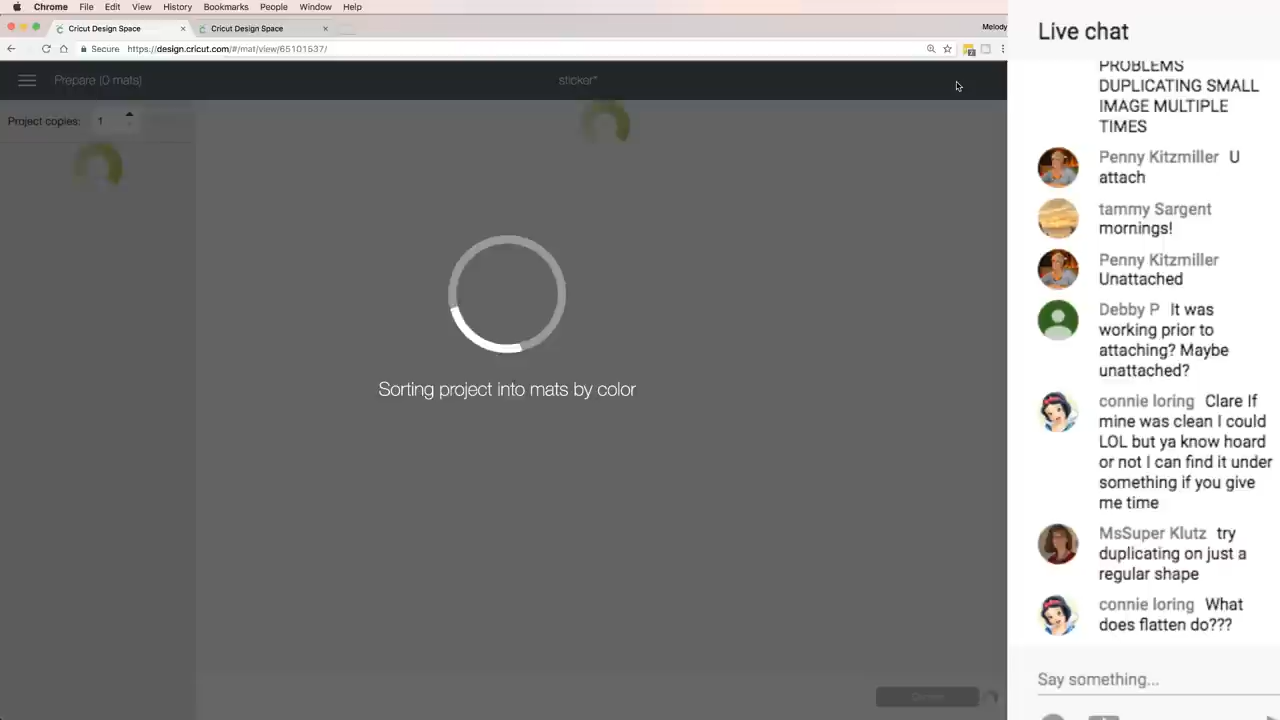 Chrome File Edit View History Bookmarks People Window Help
Cricut Design Space × Cricut Design Space ×
Melody
Secure https://design.cricut.com/#/mat/view/65101537/
Prepare (0 mats)
sticker*
Project copies: 1
Sorting project into mats by color
Live chat
PROBLEMS
DUPLICATING SMALL
IMAGE MULTIPLE
TIMES
Penny Kitzmiller U
attach
tammy Sargent
mornings!
Penny Kitzmiller
Unattached
Debby P It was
working prior to
attaching? Maybe
unattached?
connie loring Clare If
mine was clean I could
LOL but ya know hoard
or not I can find it under
something if you give
me time
MsSuper Klutz try
duplicating on just a
regular shape
connie loring What
does flatten do???
Say something...